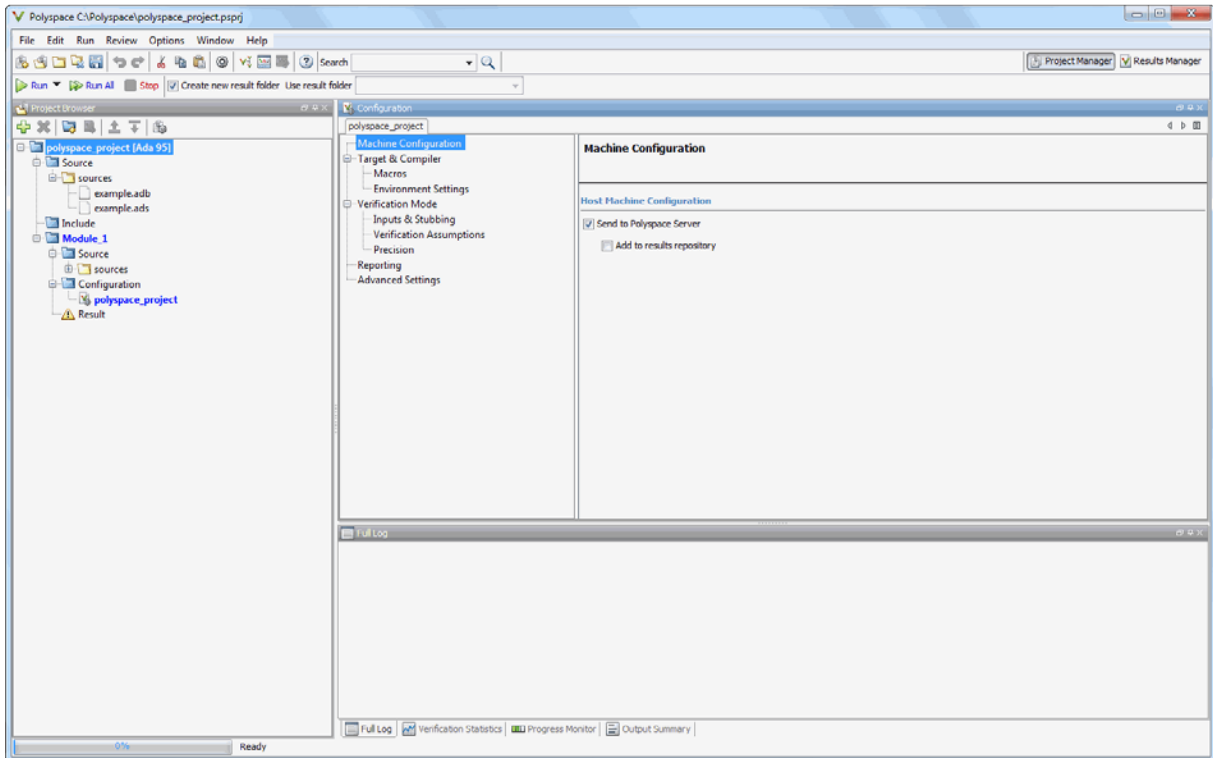 Polyspace C:\Polyspace\polyspace_project.psprj
File Edit Run Review Options Window Help
Search
Project Manager Results Manager
Run Run All Stop Create new result folder Use result folder
Project Browser
polyspace_project [Ada 95]
Source
sources
example.adb
example.ads
Include
Module_1
Source
sources
Configuration
polyspace_project
Result
Configuration
polyspace_project
Machine Configuration
Target & Compiler
Macros
Environment Settings
Verification Mode
Inputs & Stubbing
Verification Assumptions
Precision
Reporting
Advanced Settings
Machine Configuration
Host Machine Configuration
Send to Polyspace Server
Add to results repository
Full Log
Full Log Verification Statistics Progress Monitor Output Summary
0% Ready